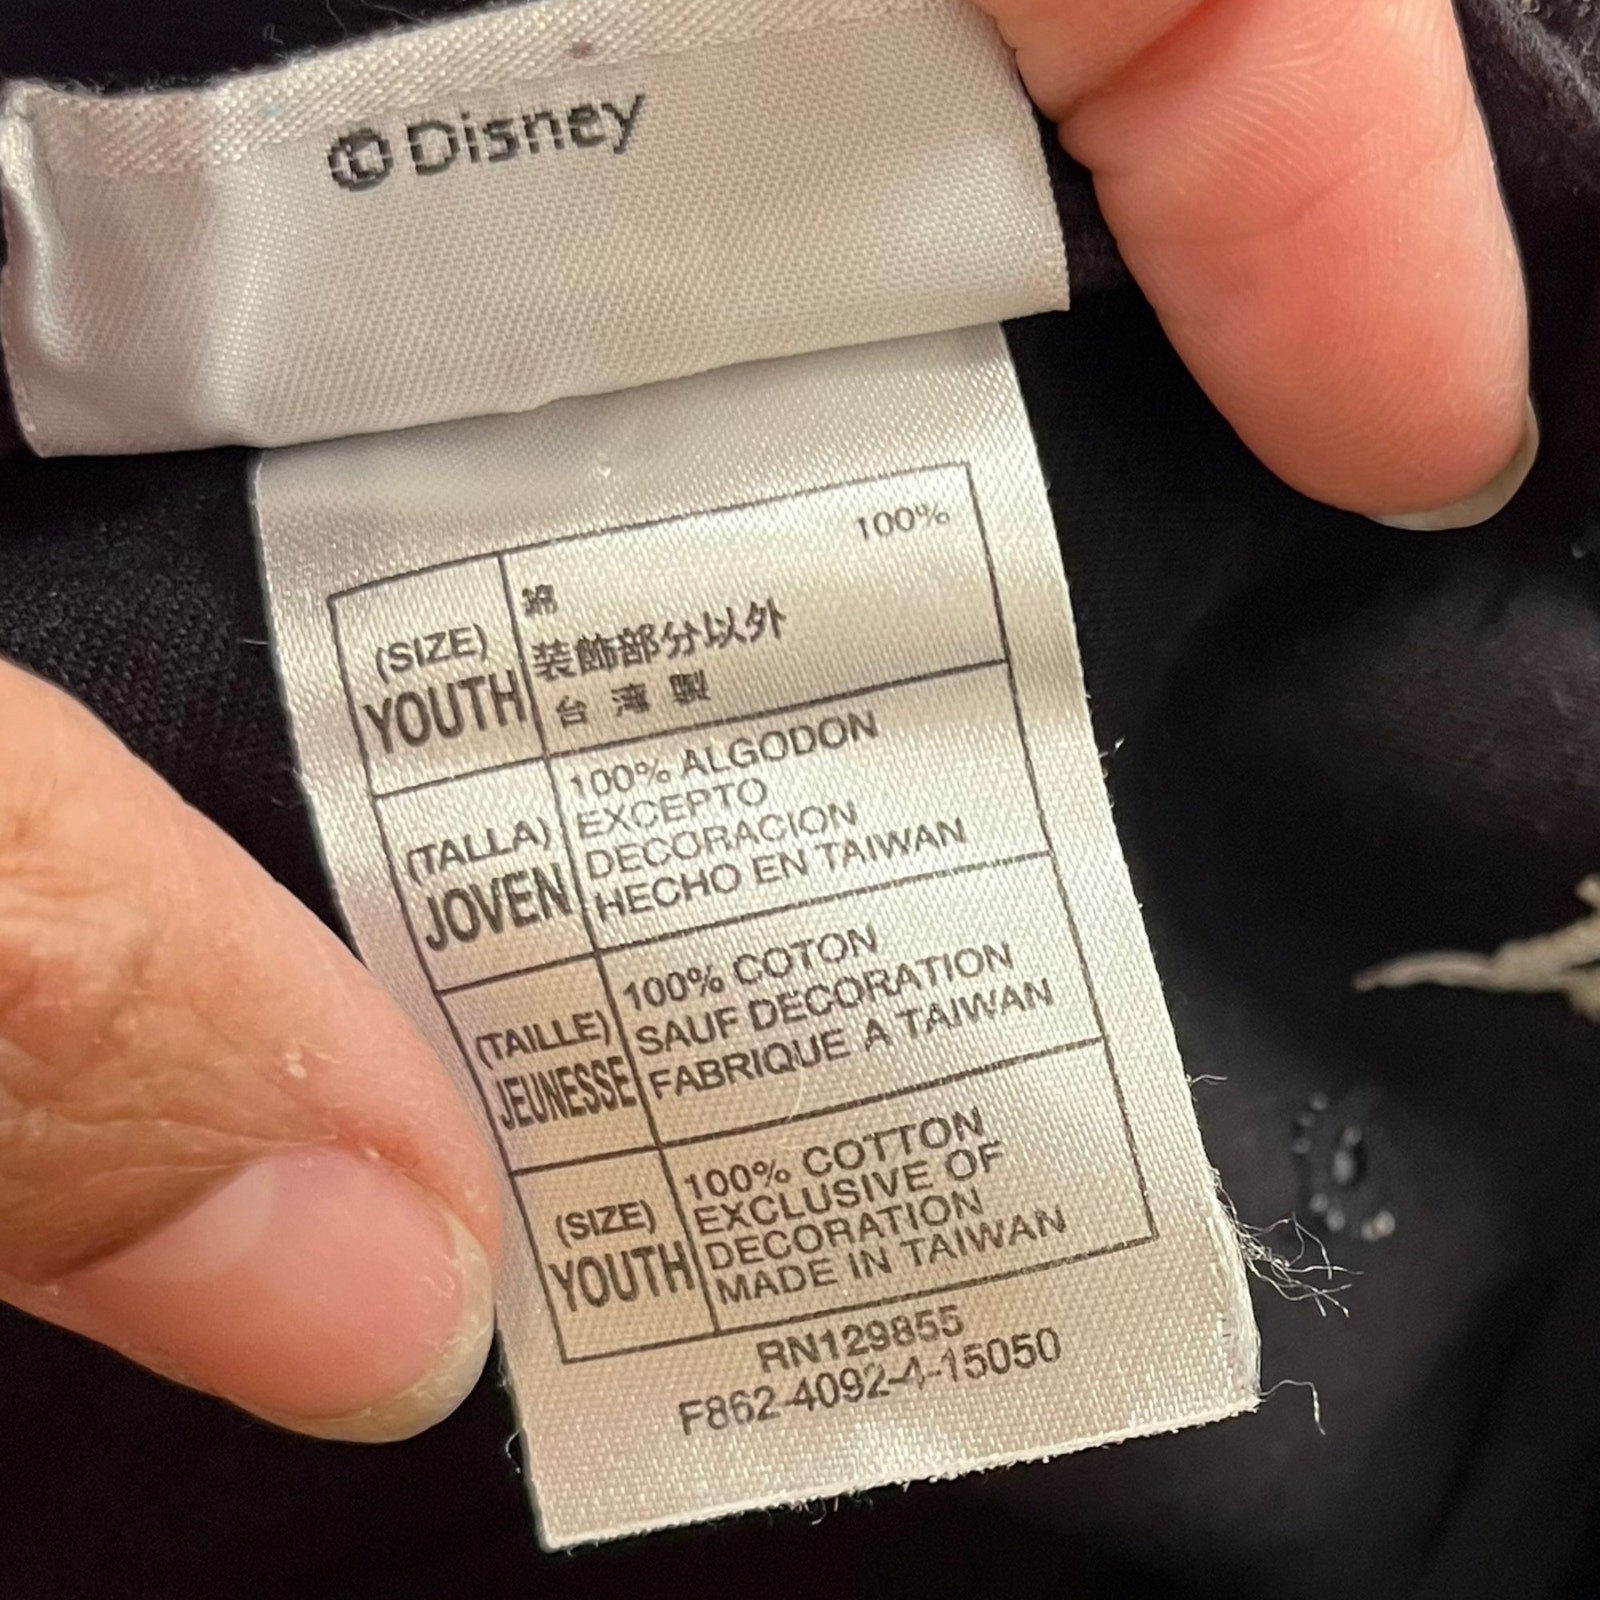 © Disney
100%
綿
(SIZE)
YOUTH
装飾部分以外
台湾製
(TALLA)
JOVEN
100% ALGODON
EXCEPTO
DECORACION
HECHO EN TAIWAN
(TAILLE)
JEUNESSE
100% COTON
SAUF DECORATION
FABRIQUE A TAIWAN
(SIZE)
YOUTH
100% COTTON
EXCLUSIVE OF
DECORATION
MADE IN TAIWAN
RN129855
F862-4092-4-15050